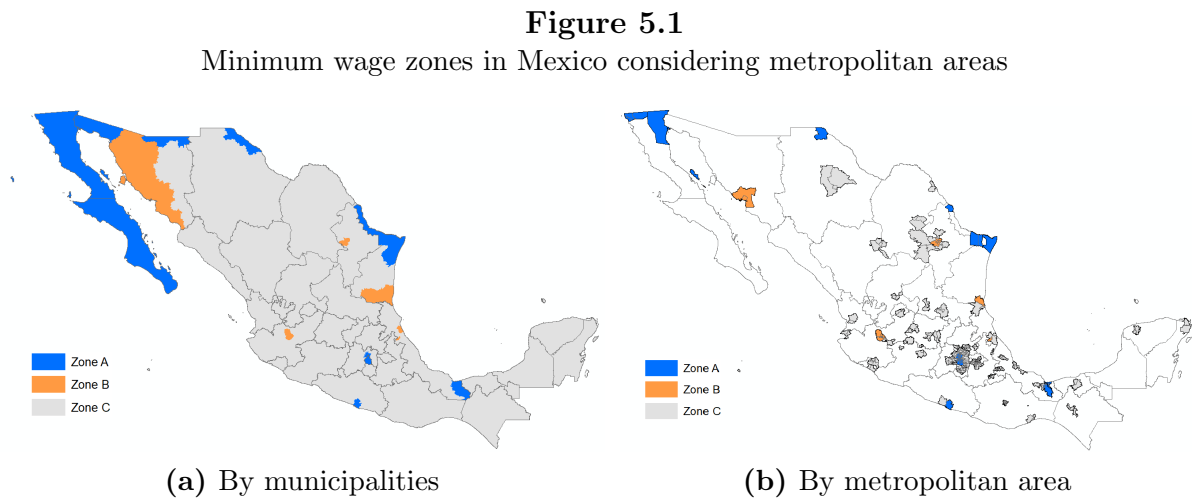 Figure 5.1
Minimum wage zones in Mexico considering metropolitan areas
Zone A
Zone B
Zone C
Zone A
Zone B
Zone C
(a) By municipalities
(b) By metropolitan area